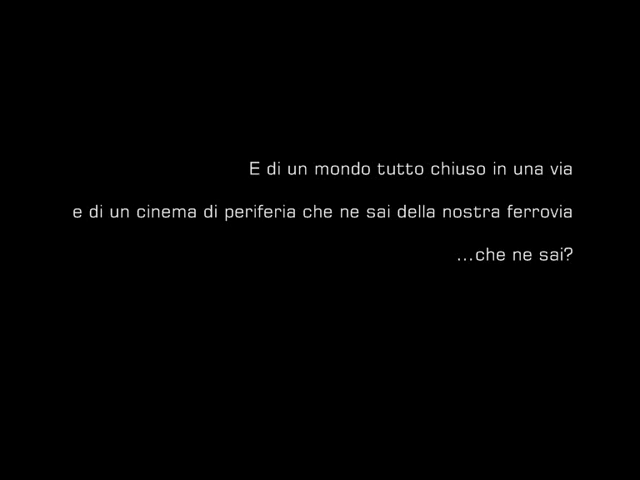 E di un mondo tutto chiuso in una via
e di un cinema di periferia che ne sai della nostra ferrovia
...che ne sai?